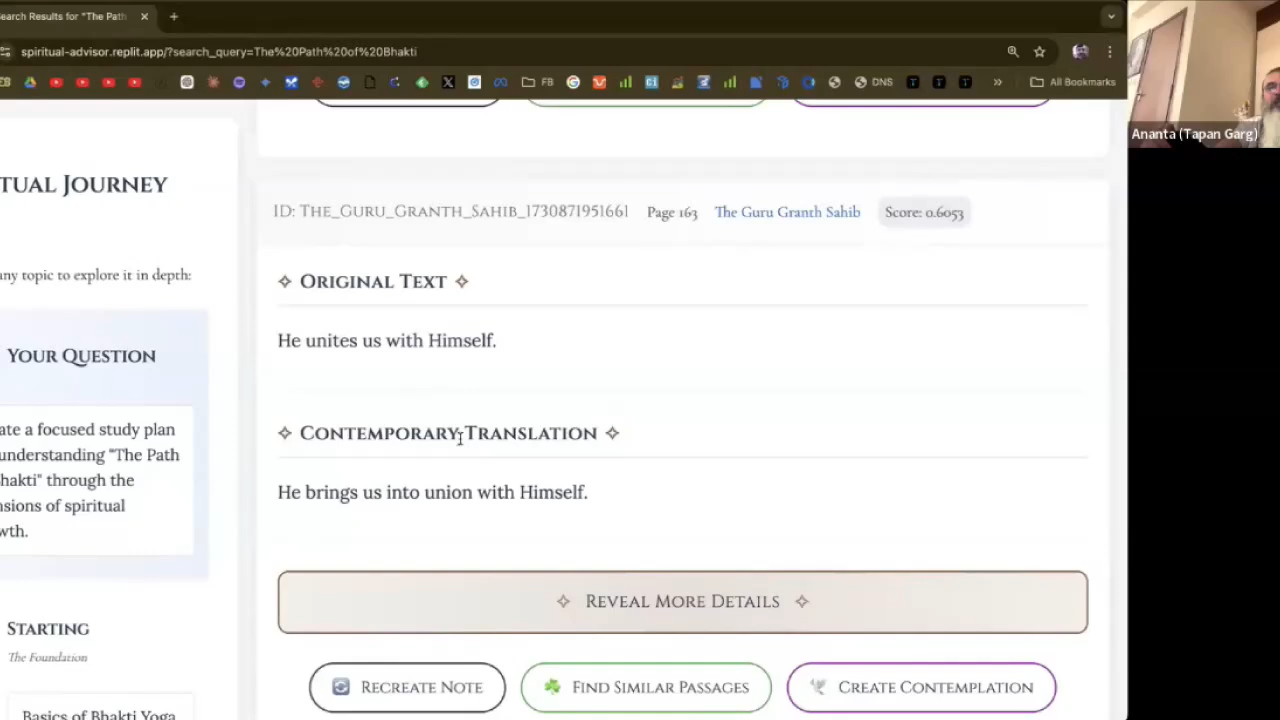 earch Results for "The Path
spiritual-advisor.replit.app/?search_query=The%20Path%20of%20Bhakti
FB
DNS
All Bookmarks
Ananta (Tapan Garg)
TUAL JOURNEY
any topic to explore it in depth:
YOUR QUESTION
ate a focused study plan
understanding "The Path
hakti" through the
nsions of spiritual
wth.
STARTING
The Foundation
Basics of Bhakti Yoga
ID: THE_GURU_GRANTH_SAHIB_1730871951661 Page 163 The Guru Granth Sahib Score: 0.6053
ORIGINAL TEXT
He unites us with Himself.
CONTEMPORARY TRANSLATION
He brings us into union with Himself.
REVEAL MORE DETAILS
RECREATE NOTE
FIND SIMILAR PASSAGES
CREATE CONTEMPLATION